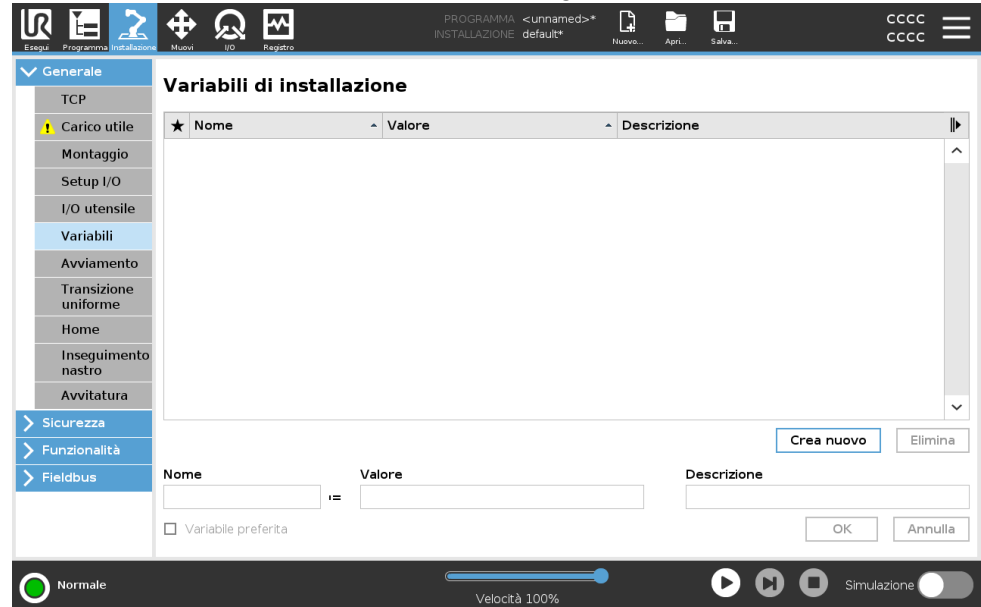 PROGRAMMA <unnamed>*
INSTALLAZIONE default*
CCCC
CCCC
Esegui
Programma
Installazione
Muovi
I/O
Registro
Nuovo...
Apri...
Salva...
Generale
TCP
Carico utile
Montaggio
Setup I/O
I/O utensile
Variabili
Avviamento
Transizione
uniforme
Home
Inseguimento
nastro
Avvitatura
Sicurezza
Funzionalità
Fieldbus
Variabili di installazione
Nome Valore Descrizione
Crea nuovo Elimina
Nome Valore Descrizione
:=
Variabile preferita
OK Annulla
Normale
Velocità 100%
Simulazione